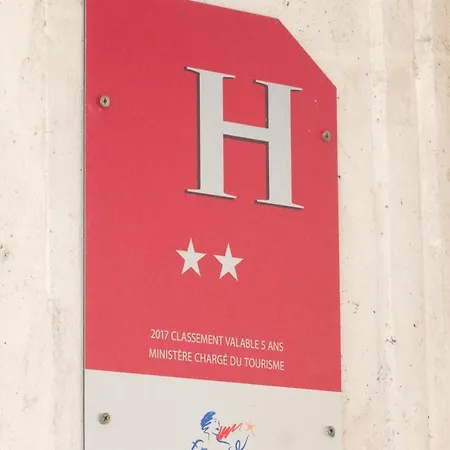 H
2017 CLASSEMENT VALABLE 5 ANS
MINISTÈRE CHARGÉ DU TOURISME